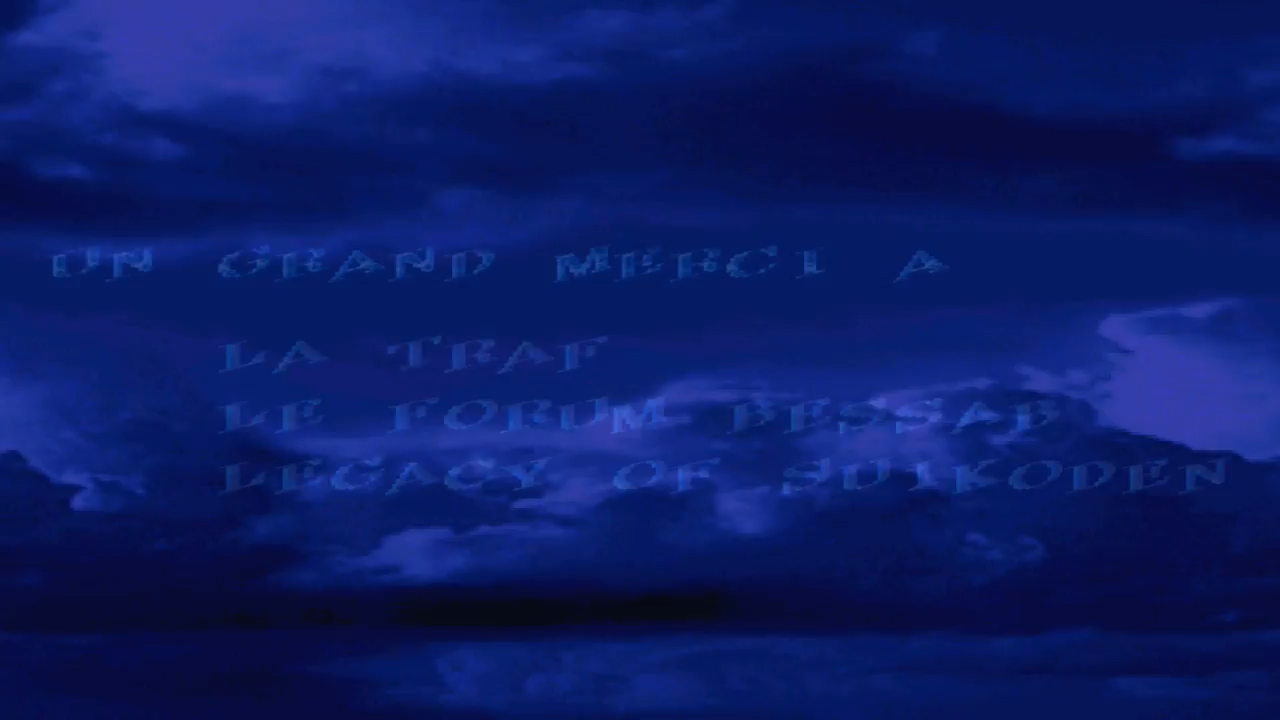 UN GRAND MERCI A
LA TRAF
LE FORUM BESSAB
LEGACY OF SUIKODEN